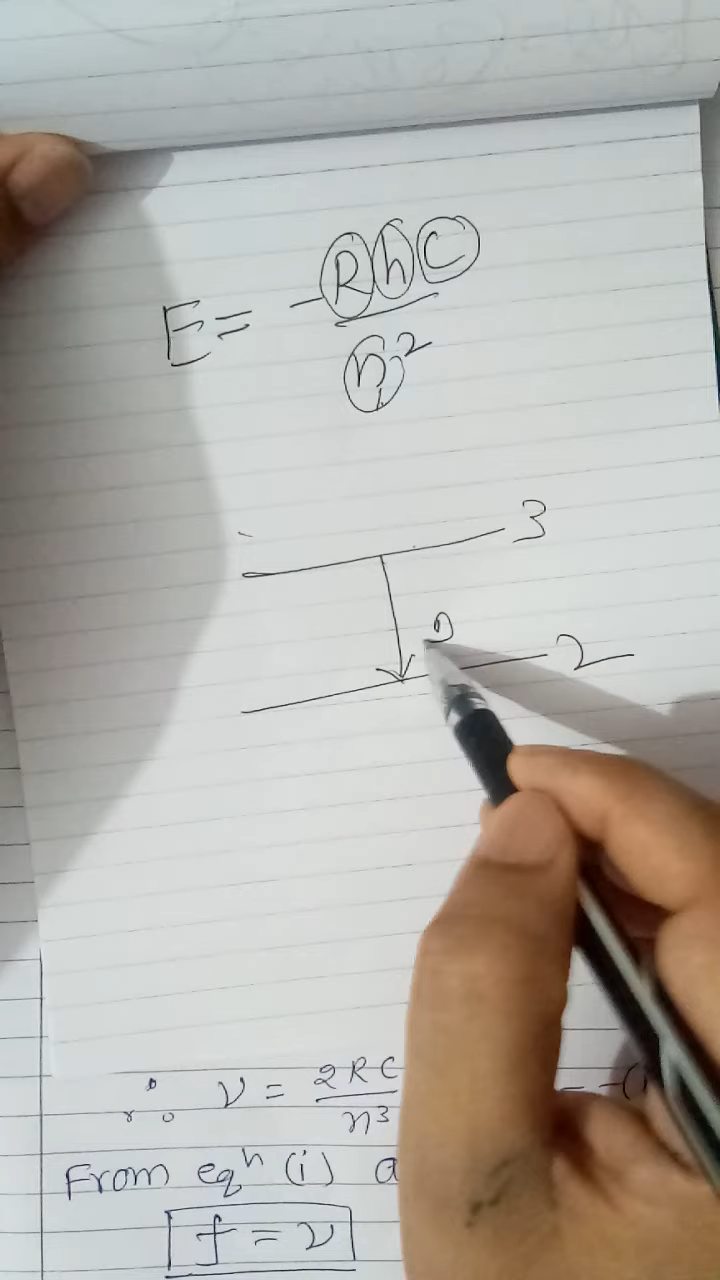 E = -RhC/n²
3
2
∴ ν = 2RC/n³
From eqⁿ (i) a
f = ν